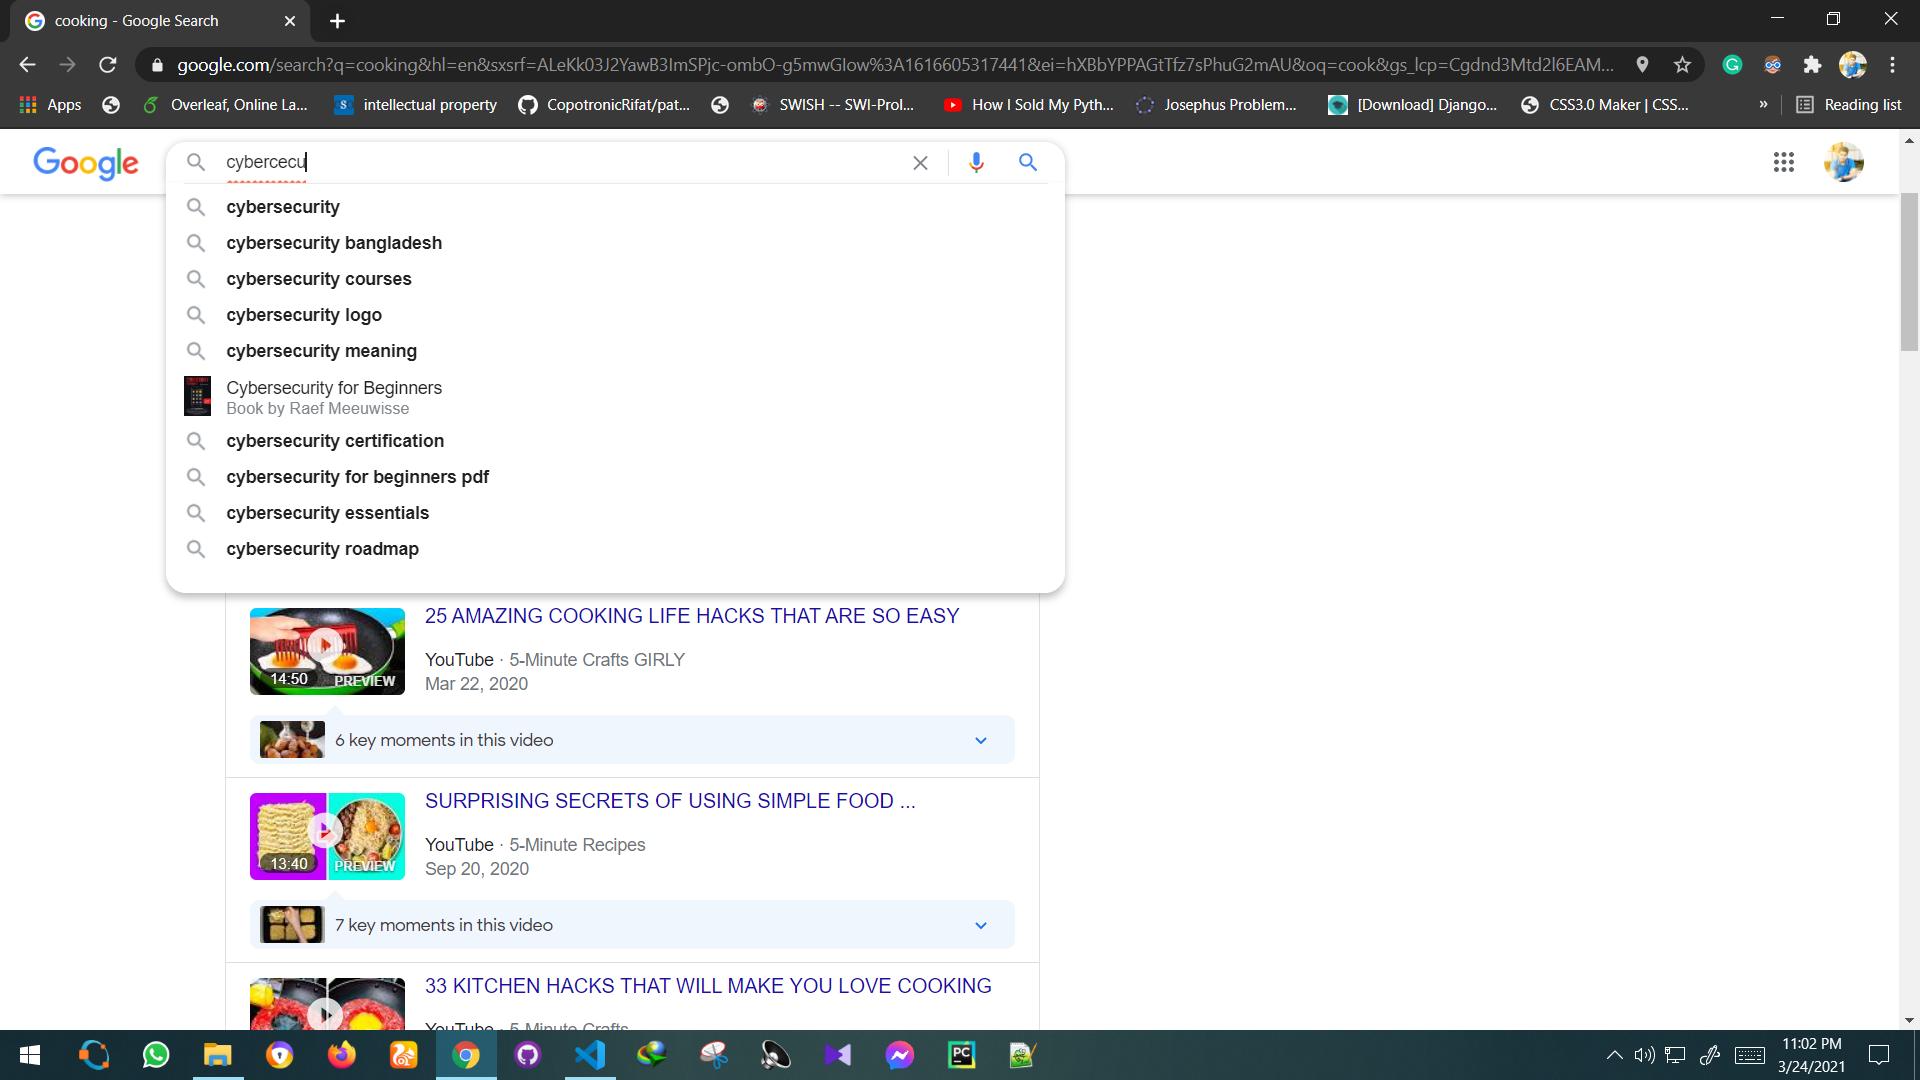 cooking - Google Search
google.com/search?q=cooking&hl=en&sxsrf=ALeKk03J2YawB3ImSPjc-ombO-g5mwGIow%3A1616605317441&ei=hXBbYPPAGtTfz7sPhuG2mAU&oq=cook&gs_lcp=Cgdnd3Mtd2l6EAM...
Apps Overleaf, Online La... intellectual property CopotronicRifat/pat... SWISH -- SWI-Prol... How I Sold My Pyth... Josephus Problem... [Download] Django... CSS3.0 Maker | CSS... » Reading list
Google cybercecu
cybersecurity
cybersecurity bangladesh
cybersecurity courses
cybersecurity logo
cybersecurity meaning
Cybersecurity for Beginners
Book by Raef Meeuwisse
cybersecurity certification
cybersecurity for beginners pdf
cybersecurity essentials
cybersecurity roadmap
25 AMAZING COOKING LIFE HACKS THAT ARE SO EASY
YouTube · 5-Minute Crafts GIRLY
14:50 PREVIEW
Mar 22, 2020
6 key moments in this video
SURPRISING SECRETS OF USING SIMPLE FOOD ...
YouTube · 5-Minute Recipes
13:40 PREVIEW
Sep 20, 2020
7 key moments in this video
33 KITCHEN HACKS THAT WILL MAKE YOU LOVE COOKING
YouTube · 5-Minute Crafts
11:02 PM
3/24/2021